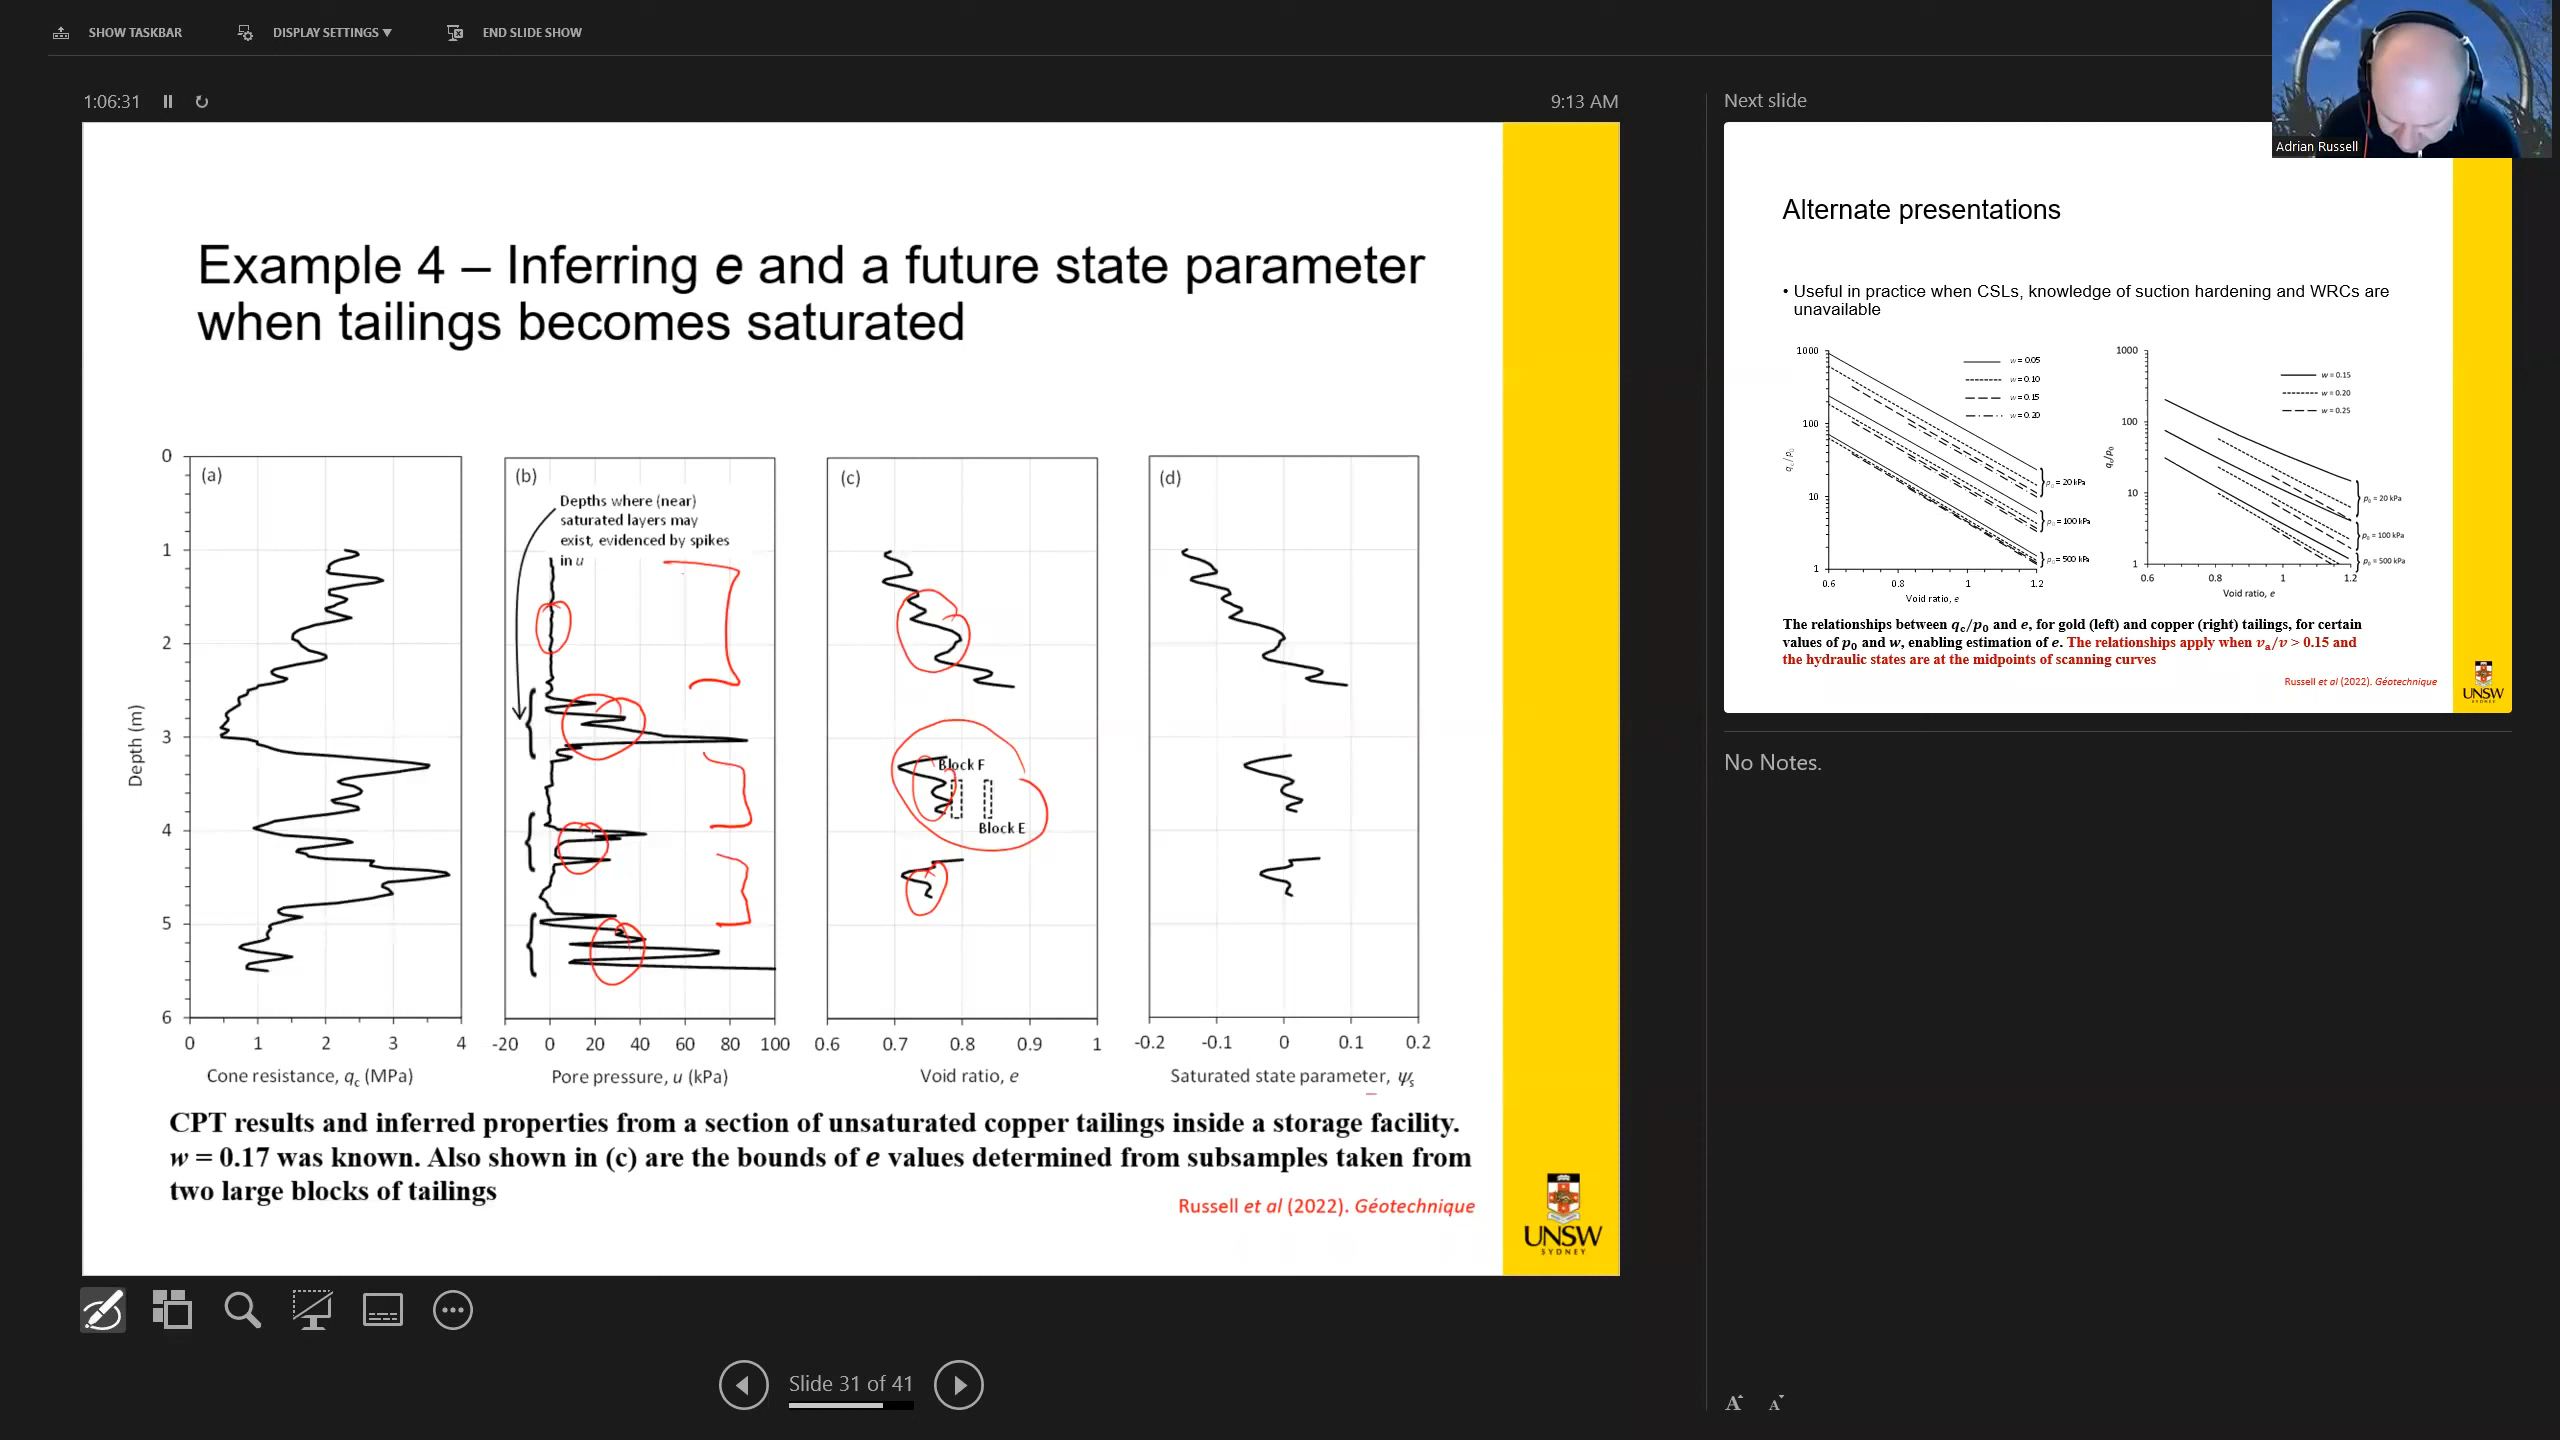 SHOW TASKBAR
DISPLAY SETTINGS ▼
END SLIDE SHOW
1:06:31
9:13 AM
Example 4 – Inferring e and a future state parameter
when tailings becomes saturated
(a)
(b)
(c)
(d)
Depths where (near)
saturated layers may
exist, evidenced by spikes
in u
Block F
Block E
Depth (m)
0
1
2
3
4
5
6
0 1 2 3 4
-20 0 20 40 60 80 100
0.6 0.7 0.8 0.9 1
-0.2 -0.1 0 0.1 0.2
Cone resistance, qc (MPa)
Pore pressure, u (kPa)
Void ratio, e
Saturated state parameter, ψs
CPT results and inferred properties from a section of unsaturated copper tailings inside a storage facility.
w = 0.17 was known. Also shown in (c) are the bounds of e values determined from subsamples taken from
two large blocks of tailings
Russell et al (2022). Géotechnique
UNSW
SYDNEY
Slide 31 of 41
Next slide
Adrian Russell
Alternate presentations
• Useful in practice when CSLs, knowledge of suction hardening and WRCs are
unavailable
1000
100
10
1
qc/p0
0.6 0.8 1 1.2
Void ratio, e
w = 0.05
w = 0.10
w = 0.15
w = 0.20
p0 = 20 kPa
p0 = 100 kPa
p0 = 500 kPa
1000
100
10
1
qc/p0
0.6 0.8 1 1.2
Void ratio, e
w = 0.15
w = 0.20
w = 0.25
p0 = 20 kPa
p0 = 100 kPa
p0 = 500 kPa
The relationships between qc/p0 and e, for gold (left) and copper (right) tailings, for certain
values of p0 and w, enabling estimation of e. The relationships apply when va/v > 0.15 and
the hydraulic states are at the midpoints of scanning curves
Russell et al (2022). Géotechnique
UNSW
SYDNEY
No Notes.
A
A